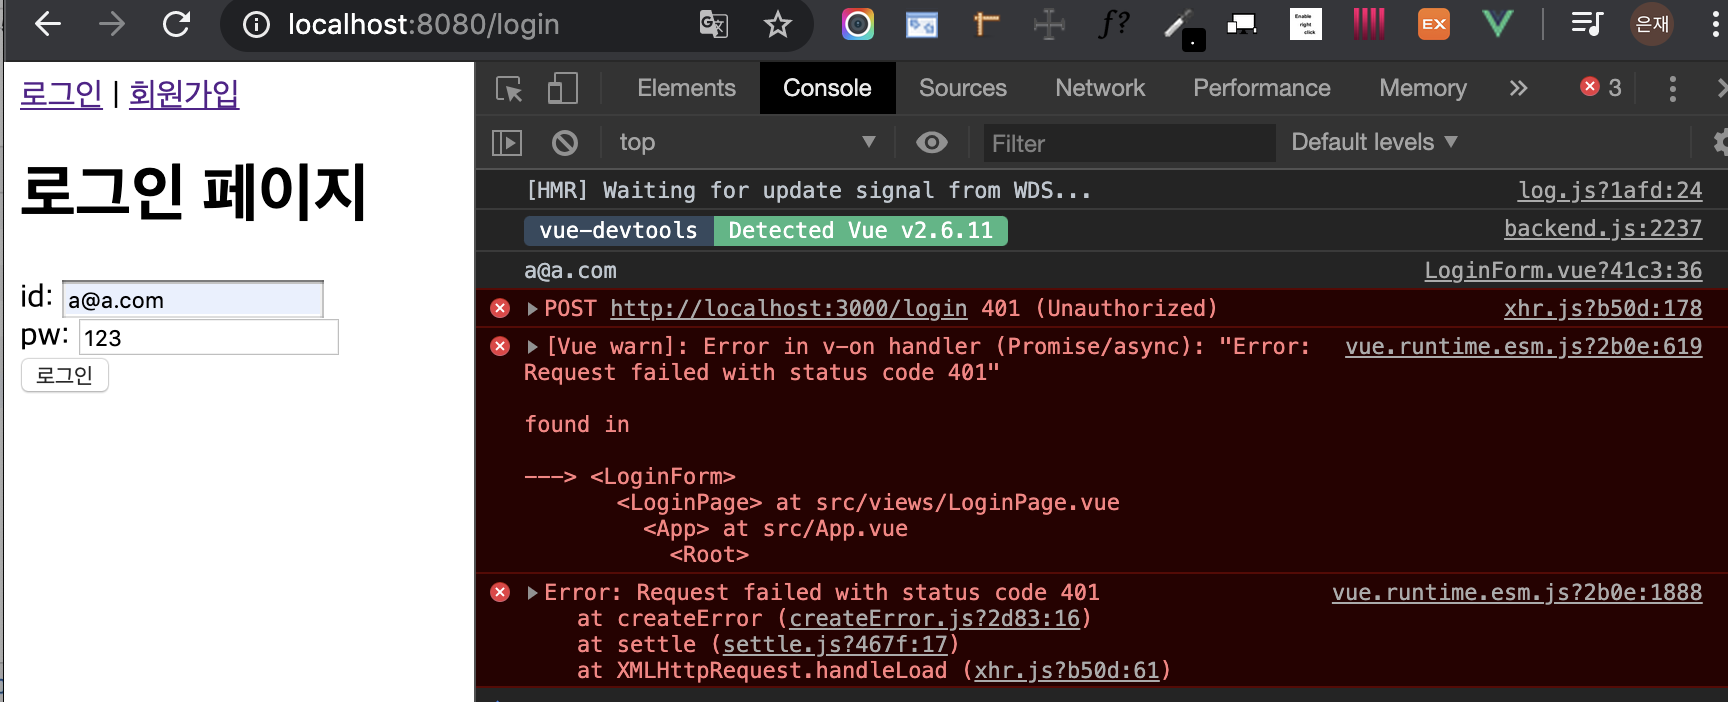 localhost:8080/login
f?
Enable right click
EX
은재
로그인 | 회원가입
로그인 페이지
id: a@a.com
pw: 123
로그인
Elements Console Sources Network Performance Memory » 3
top Filter Default levels
[HMR] Waiting for update signal from WDS... log.js?1afd:24
vue-devtools Detected Vue v2.6.11 backend.js:2237
a@a.com LoginForm.vue?41c3:36
POST http://localhost:3000/login 401 (Unauthorized) xhr.js?b50d:178
[Vue warn]: Error in v-on handler (Promise/async): "Error: vue.runtime.esm.js?2b0e:619
Request failed with status code 401"
found in
---> <LoginForm>
<LoginPage> at src/views/LoginPage.vue
<App> at src/App.vue
<Root>
Error: Request failed with status code 401 vue.runtime.esm.js?2b0e:1888
at createError (createError.js?2d83:16)
at settle (settle.js?467f:17)
at XMLHttpRequest.handleLoad (xhr.js?b50d:61)